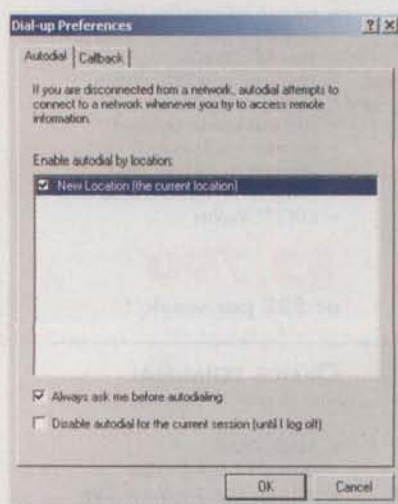 Dial-up Preferences
Autodial
Callback
If you are disconnected from a network, autodial attempts to
connect to a network whenever you try to access remote
information.
Enable autodial by location:
New Location (the current location)
Always ask me before autodialing
Disable autodial for the current session (until I log off)
OK
Cancel